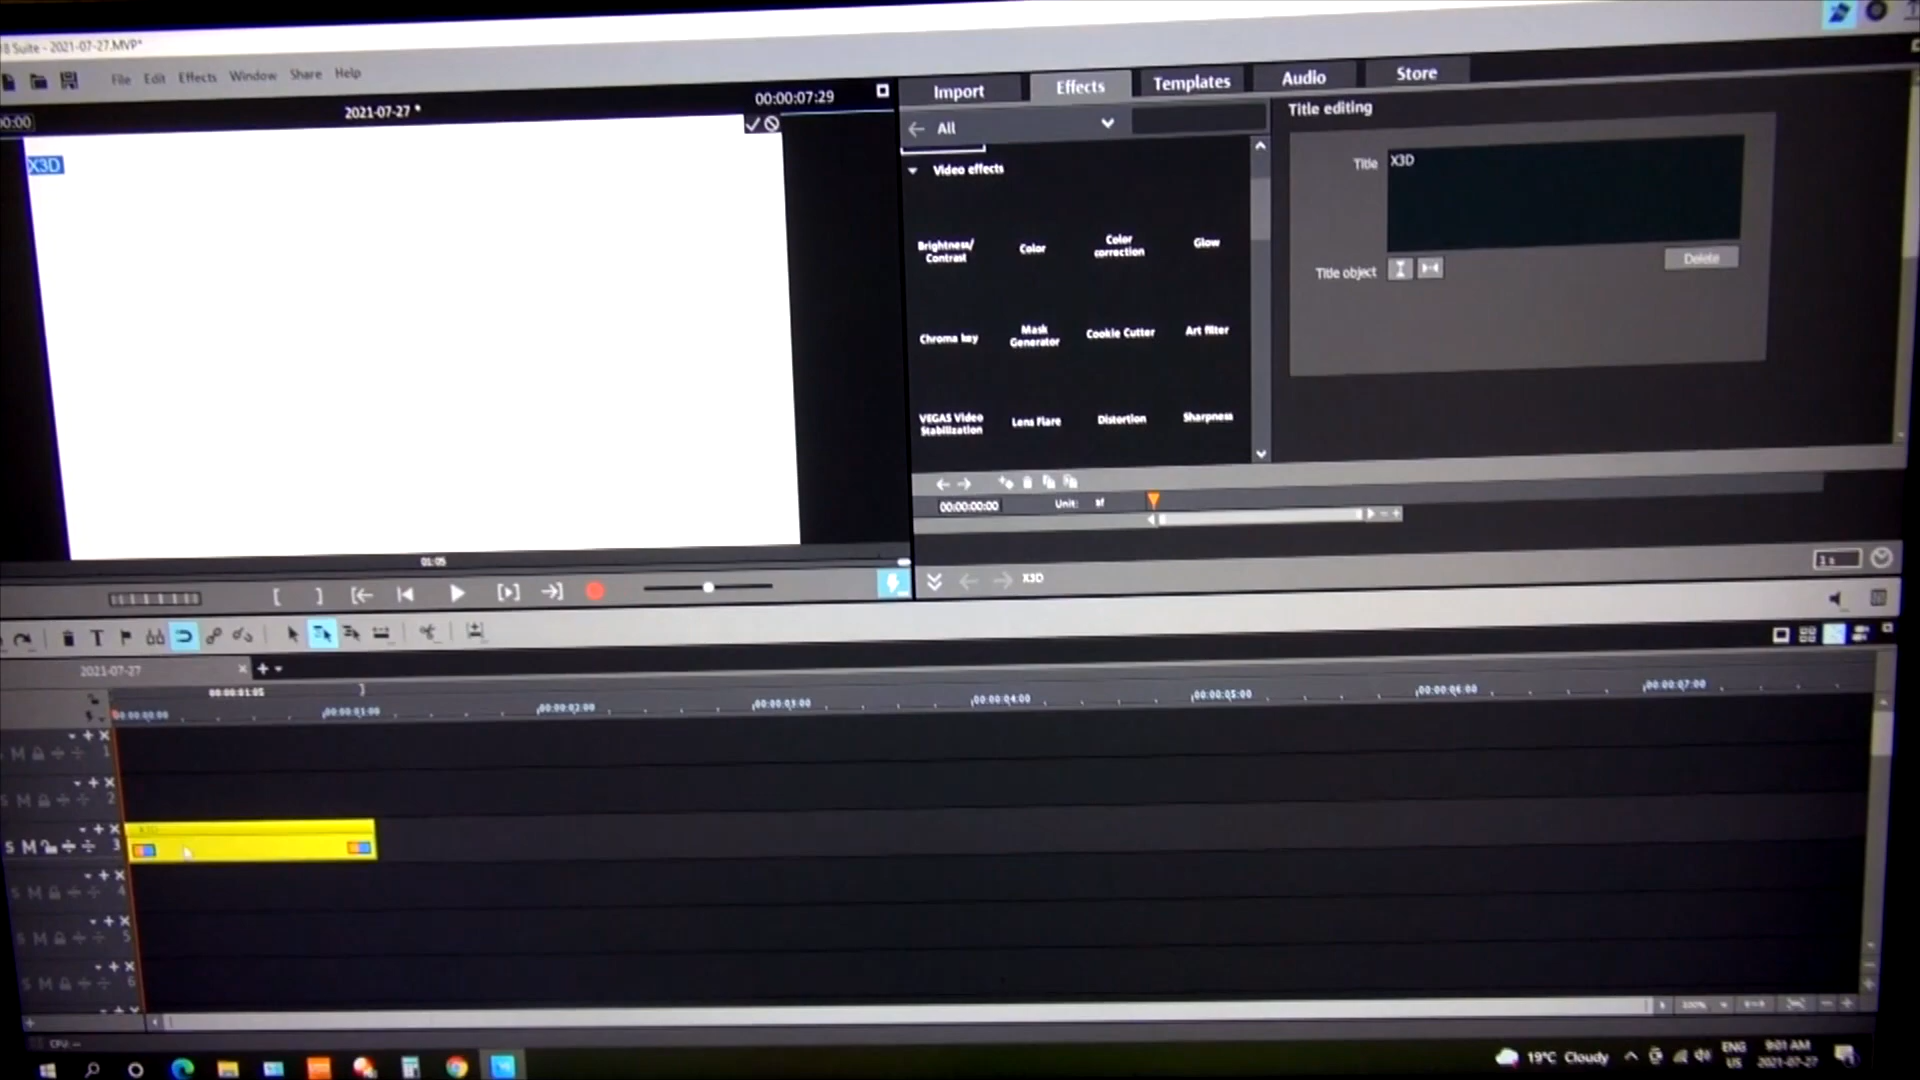 8 Suite - 2021-07-27.MVP*
File Edit Effects Window Share Help
2021-07-27 *
00:00:07:29
X3D
01:05
Import Effects Templates Audio Store
All
Video effects
Brightness/
Contrast
Color
Color
correction
Glow
Chroma key
Mask
Generator
Cookie Cutter
Art filter
VEGAS Video
Stabilization
Lens Flare
Distortion
Sharpness
Title editing
Title
X3D
Title object
Delete
00:00:00:00
Unit:
X3D
1 s
2021-07-27
00:00:01:05
00:00:00:00
00:00:01:00
00:00:02:00
00:00:03:00
00:00:04:00
00:00:05:00
00:00:06:00
00:00:07:00
M 1
S M 2
X3D
S M 3
S M 4
S M 5
S M 6
100%
CPU: --
19°C Cloudy
ENG
US
9:01 AM
2021-07-27